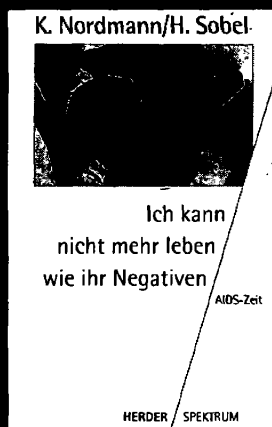 K. Nordmann/H. Sobel
Ich kann
nicht mehr leben
wie ihr Negativen
AIDS-Zeit
HERDER / SPEKTRUM